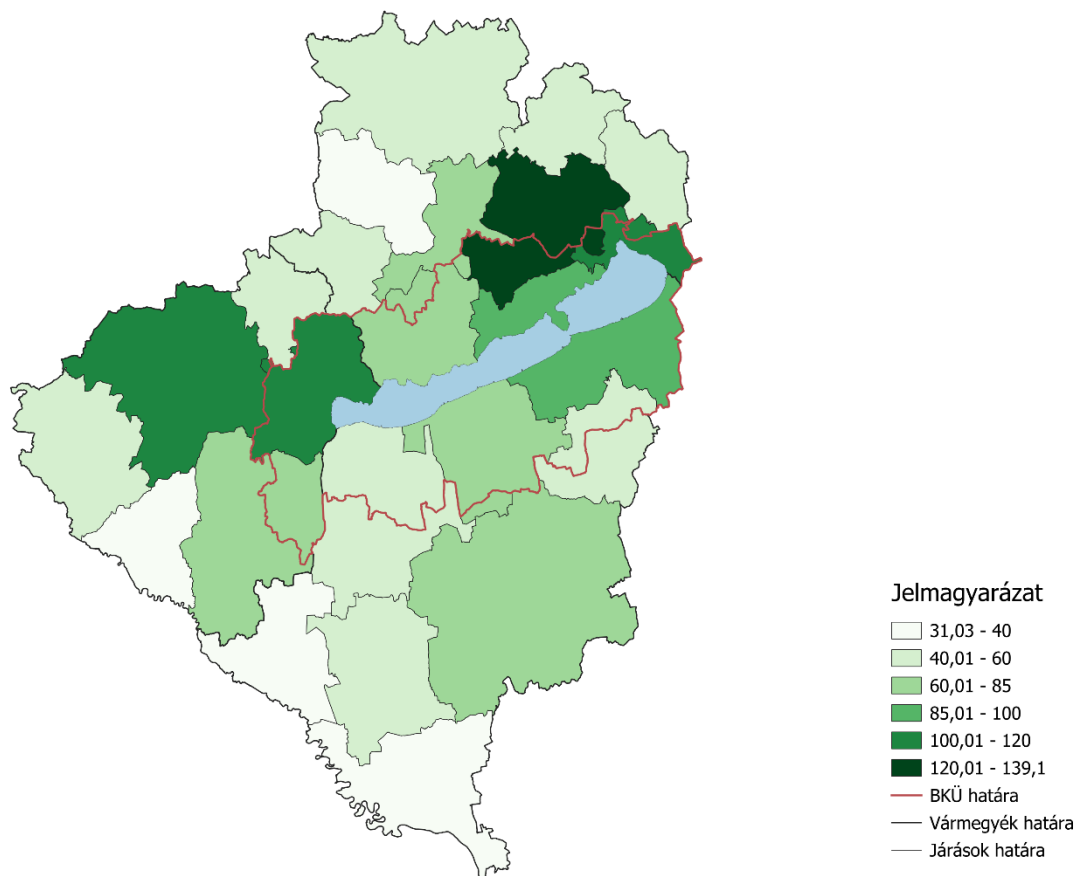 Jelmagyarázat
31,03 - 40
40,01 - 60
60,01 - 85
85,01 - 100
100,01 - 120
120,01 - 139,1
BKÜ határa
Vármegyék határa
Járások határa